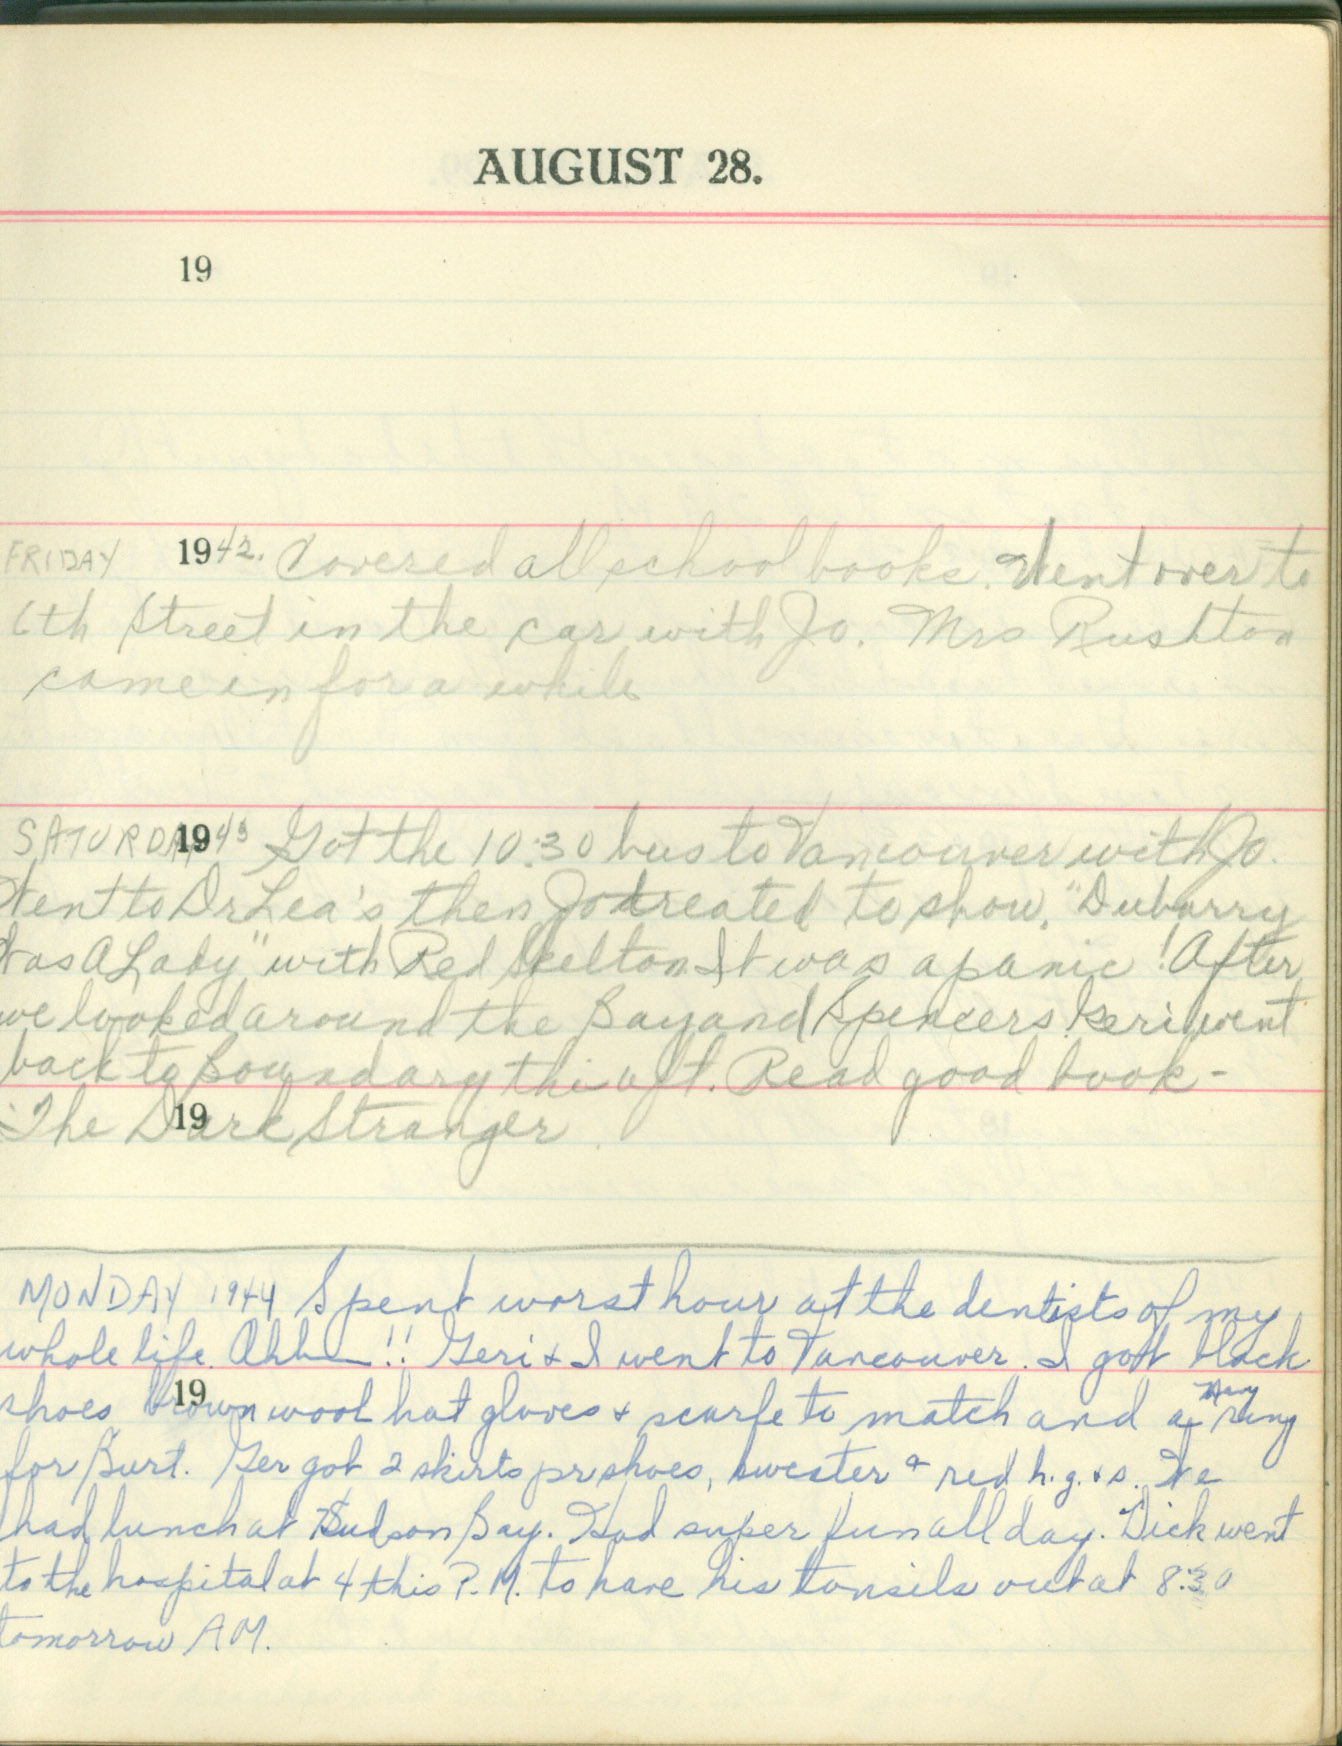 AUGUST 28.
19
FRIDAY 1942. Covered all school books. Went over to
6th Street in the car with Jo. Mrs Rushton
came in for a while
SATURDAY 1943 Got the 10:30 bus to Vancouver with Jo.
Went to Dr Lea's then Jo treated to show. "Dubarry
Was A Lady" with Red Skelton It was a panic! After
we looked around the Bay and Spencers. Geri went
back to Boundary this aft. Read good book -
19
The Dark Stranger
MONDAY 1944 Spent worst hour at the dentists of my
whole life. Ahh!! Geri & I went to Vancouver. I got black
19
shoes brown wool hat gloves & scarfe to match and a Navy ring
for Burt. Ger got 2 skirts pr shoes, sweater & red h. g. & s. We
had lunch at Hudson Bay. Had super fun all day. Dick went
to the hospital at 4 this P.M. to have his tonsils out at 8:30
tomorrow AM.